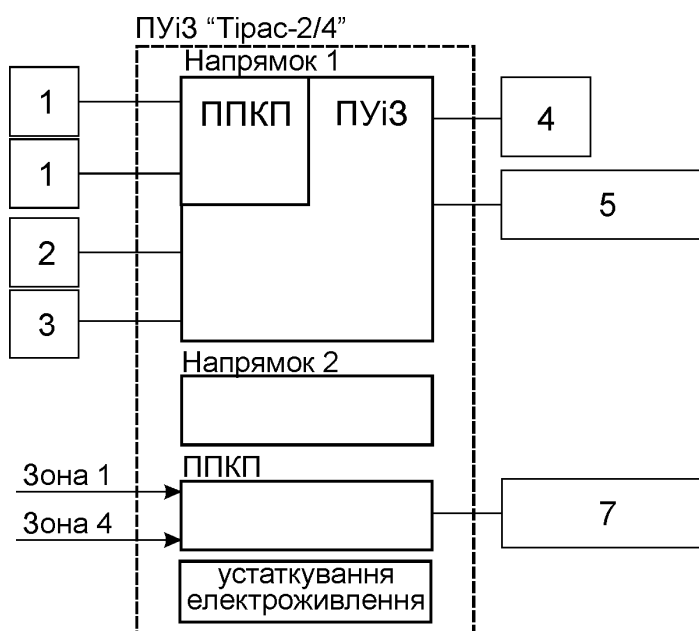 ПУіЗ “Тірас-2/4”
Напрямок 1
1
ППКП
ПУіЗ
4
1
5
2
3
Напрямок 2
ППКП
Зона 1
7
Зона 4
устаткування
електроживлення